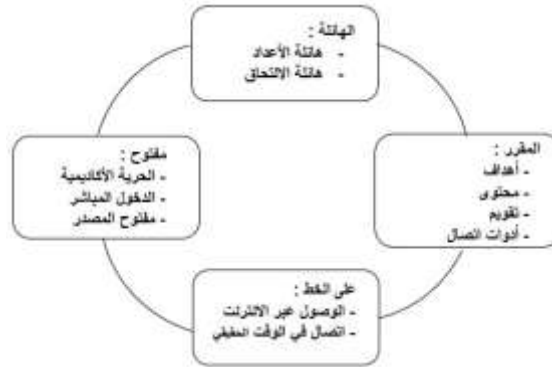 الهائلة :
- هائلة الأعداد
- هائلة الإلتحاق
المقرر :
- أهداف
- محتوى
- تقويم
- أدوات اتصال
مفتوح :
- الحرية الأكاديمية
- الدخول المباشر
- مفتوح المصدر
على الخط :
- الوصول عبر الانترنت
- اتصال في الوقت الحقيقي